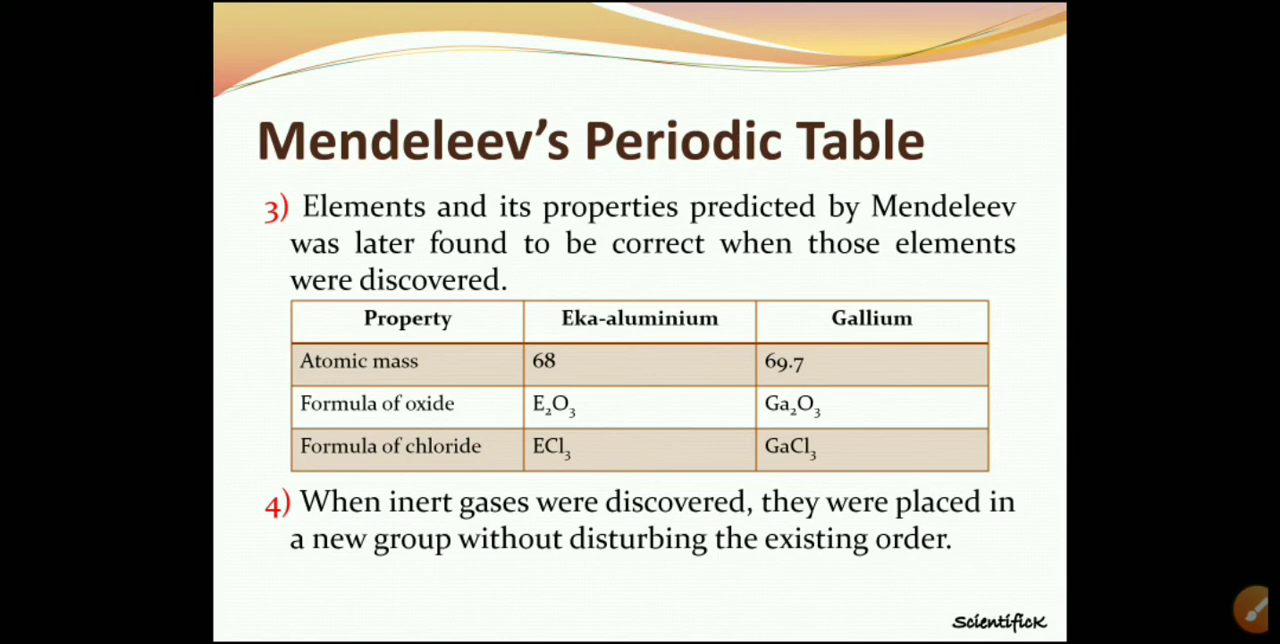 Mendeleev's Periodic Table
3) Elements and its properties predicted by Mendeleev
was later found to be correct when those elements
were discovered.
Property Eka-aluminium Gallium
Atomic mass 68 69.7
Formula of oxide E₂O₃ Ga₂O₃
Formula of chloride ECl₃ GaCl₃
4) When inert gases were discovered, they were placed in
a new group without disturbing the existing order.
ScientificK